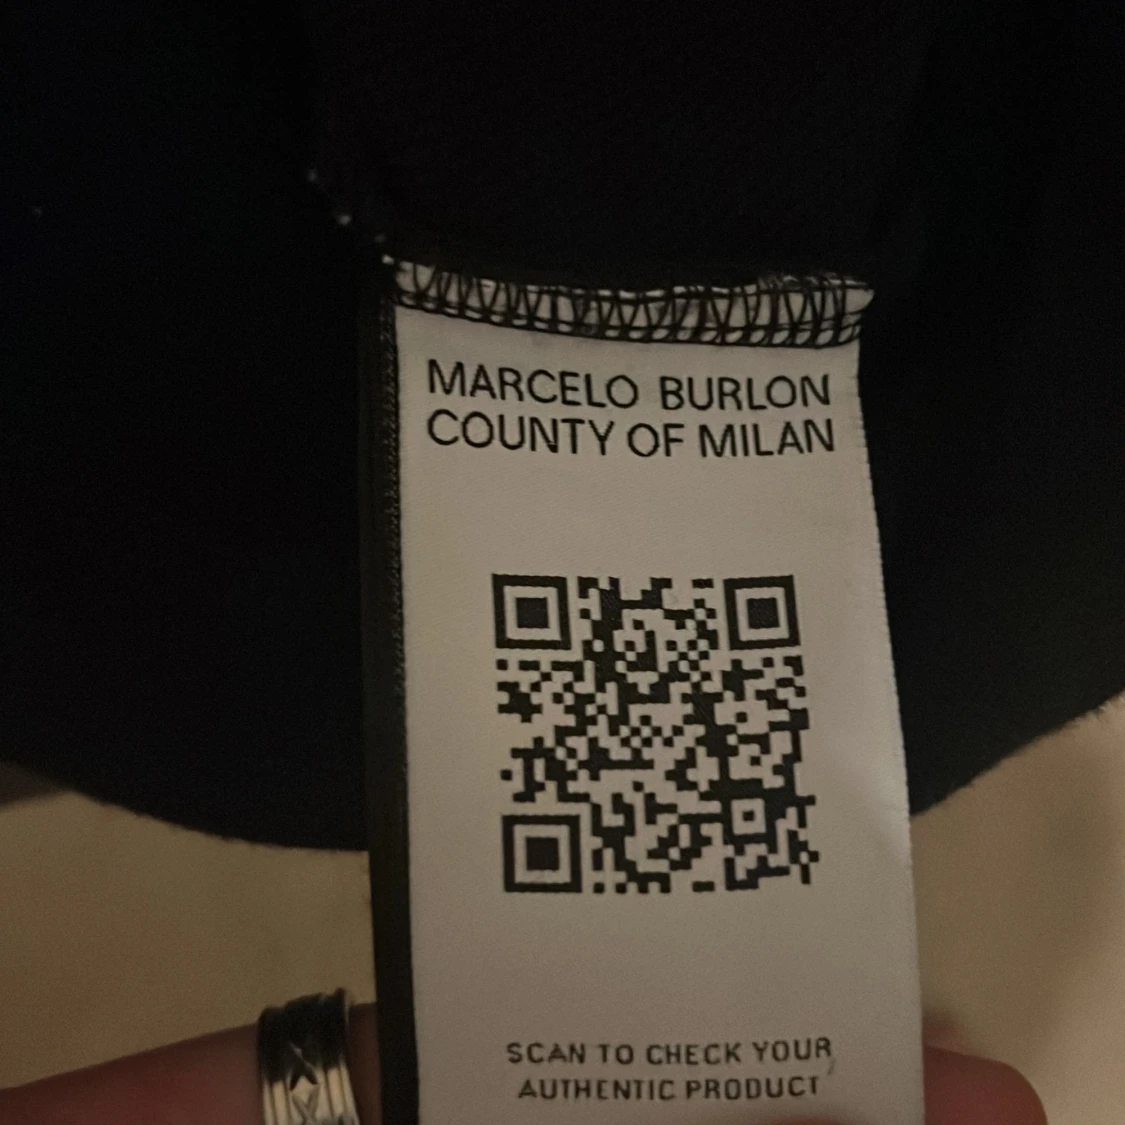 MARCELO BURLON
COUNTY OF MILAN
SCAN TO CHECK YOUR
AUTHENTIC PRODUCT